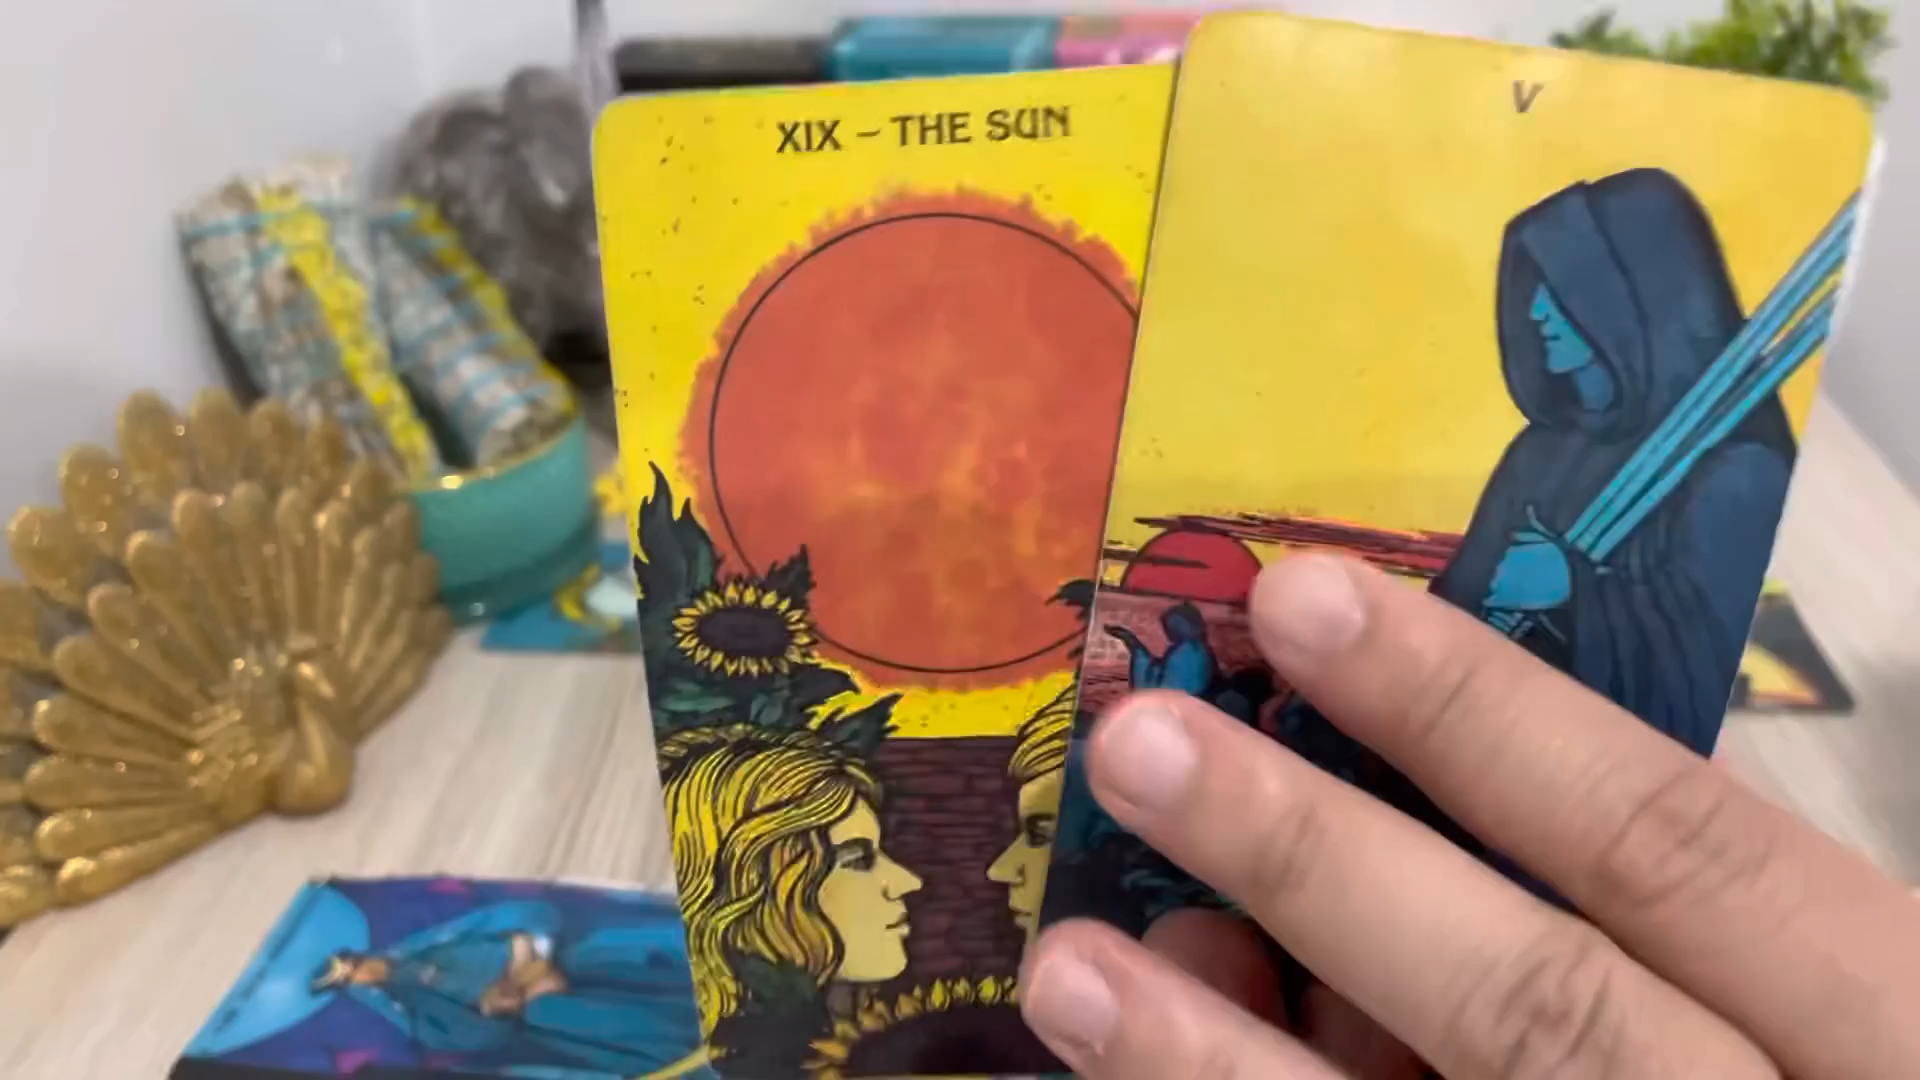 XIX – THE SUN
V